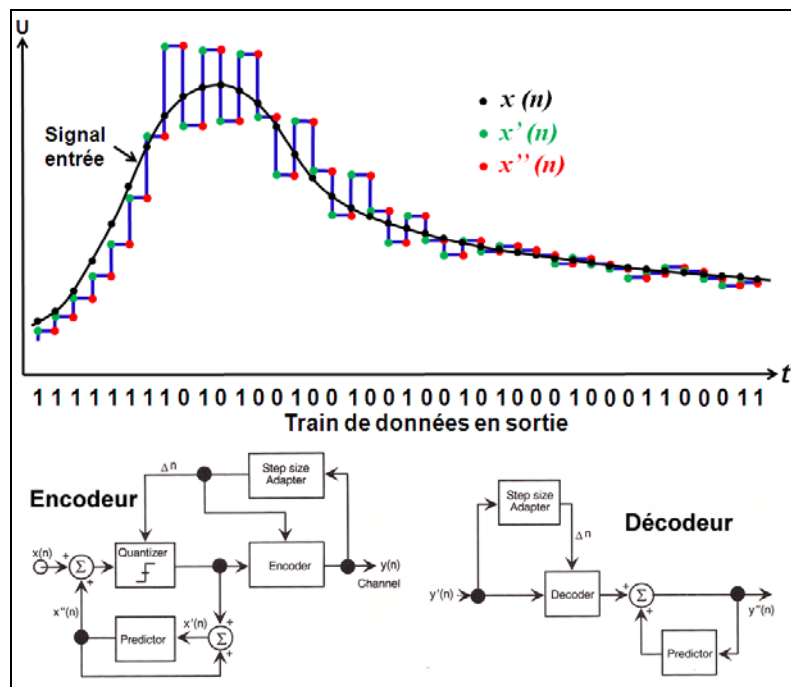 U
Signal
entrée
x (n)
x' (n)
x'' (n)
t
1 1 1 1 1 1 1 1 0 1 0 1 0 0 1 0 0 1 0 0 1 0 0 1 0 1 0 0 0 1 0 0 0 0 1 1 0 0 0 1 1
Train de données en sortie
Encodeur
Δn
Step size
Adapter
x(n)
+
Σ
+
Quantizer
Encoder
y(n)
Channel
x''(n)
Predictor
x'(n)
+
Σ
+
Décodeur
Step size
Adapter
Δn
y'(n)
Decoder
+
Σ
+
y''(n)
Predictor